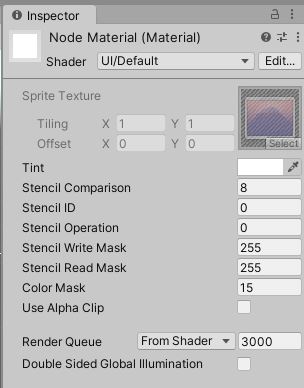 Inspector
Node Material (Material)
Shader UI/Default Edit...
Sprite Texture
Tiling X 1 Y 1
Offset X 0 Y 0
Select
Tint
Stencil Comparison 8
Stencil ID 0
Stencil Operation 0
Stencil Write Mask 255
Stencil Read Mask 255
Color Mask 15
Use Alpha Clip
Render Queue From Shader 3000
Double Sided Global Illumination